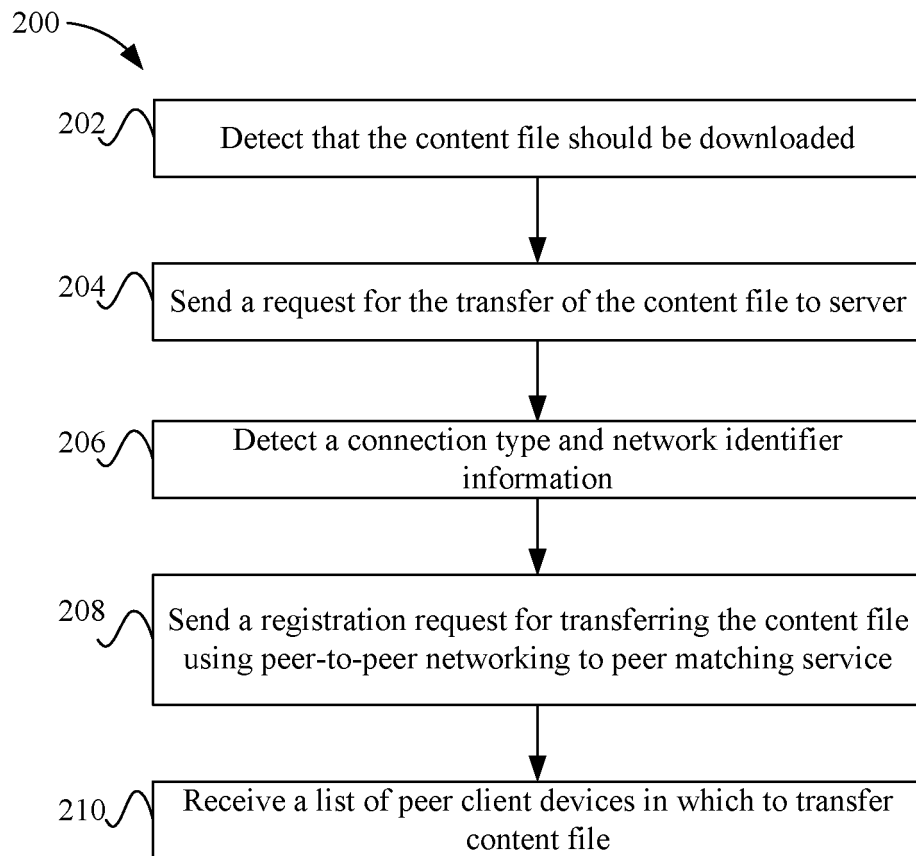 200
202
Detect that the content file should be downloaded
204
Send a request for the transfer of the content file to server
206
Detect a connection type and network identifier
information
208
Send a registration request for transferring the content file
using peer-to-peer networking to peer matching service
210
Receive a list of peer client devices in which to transfer
content file